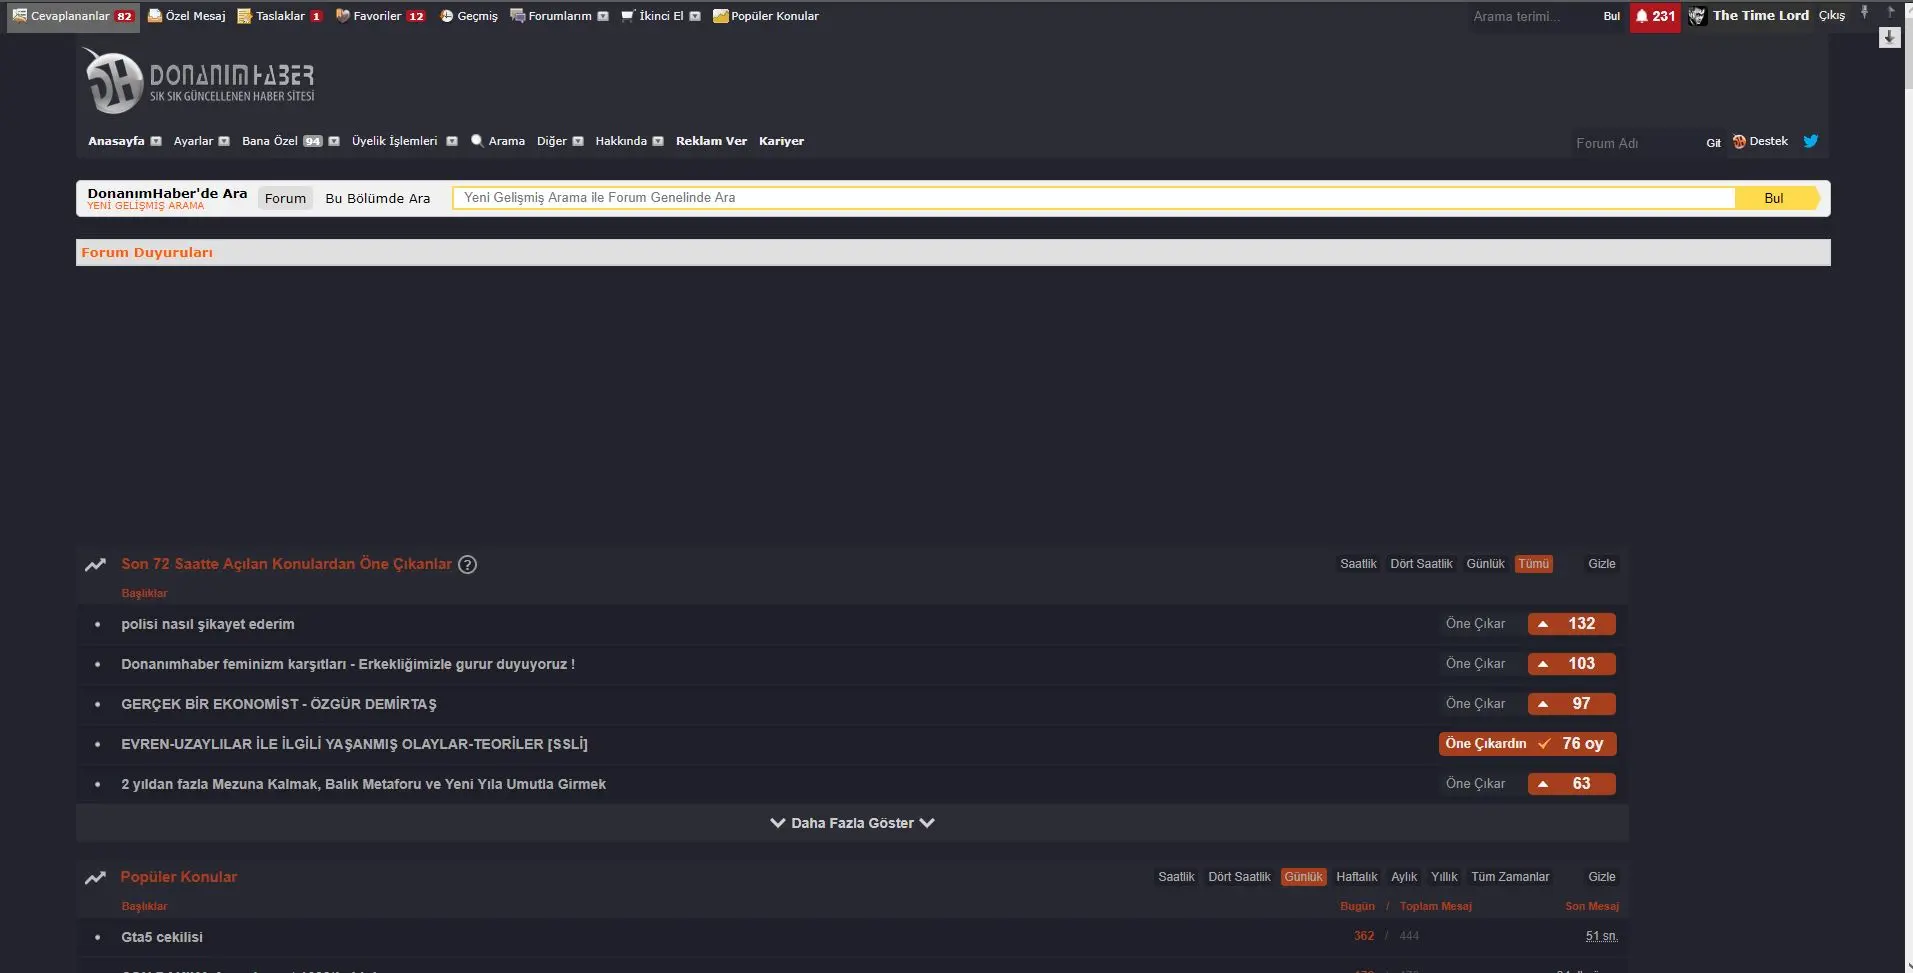 Cevaplananlar 82 Özel Mesaj Taslaklar 1 Favoriler 12 Geçmiş Forumlarım İkinci El Popüler Konular Arama terimi... Bul 231 The Time Lord Çıkış
DH DONANIMHABER
SIK SIK GÜNCELLENEN HABER SİTESİ
Anasayfa Ayarlar Bana Özel 94 Üyelik İşlemleri Arama Diğer Hakkında Reklam Ver Kariyer Forum Adı Git Destek
DonanımHaber'de Ara Forum Bu Bölümde Ara Yeni Gelişmiş Arama ile Forum Genelinde Ara Bul
YENİ GELİŞMİŞ ARAMA
Forum Duyuruları
Son 72 Saatte Açılan Konulardan Öne Çıkanlar ? Saatlik Dört Saatlik Günlük Tümü Gizle
Başlıklar
• polisi nasıl şikayet ederim Öne Çıkar 132
• Donanımhaber feminizm karşıtları - Erkekliğimizle gurur duyuyoruz ! Öne Çıkar 103
• GERÇEK BİR EKONOMİST - ÖZGÜR DEMİRTAŞ Öne Çıkar 97
• EVREN-UZAYLILAR İLE İLGİLİ YAŞANMIŞ OLAYLAR-TEORİLER [SSLİ] Öne Çıkardın 76 oy
• 2 yıldan fazla Mezuna Kalmak, Balık Metaforu ve Yeni Yıla Umutla Girmek Öne Çıkar 63
Daha Fazla Göster
Popüler Konular Saatlik Dört Saatlik Günlük Haftalık Aylık Yıllık Tüm Zamanlar Gizle
Başlıklar Bugün / Toplam Mesaj Son Mesaj
• Gta5 cekilisi 362 / 444 51 sn.